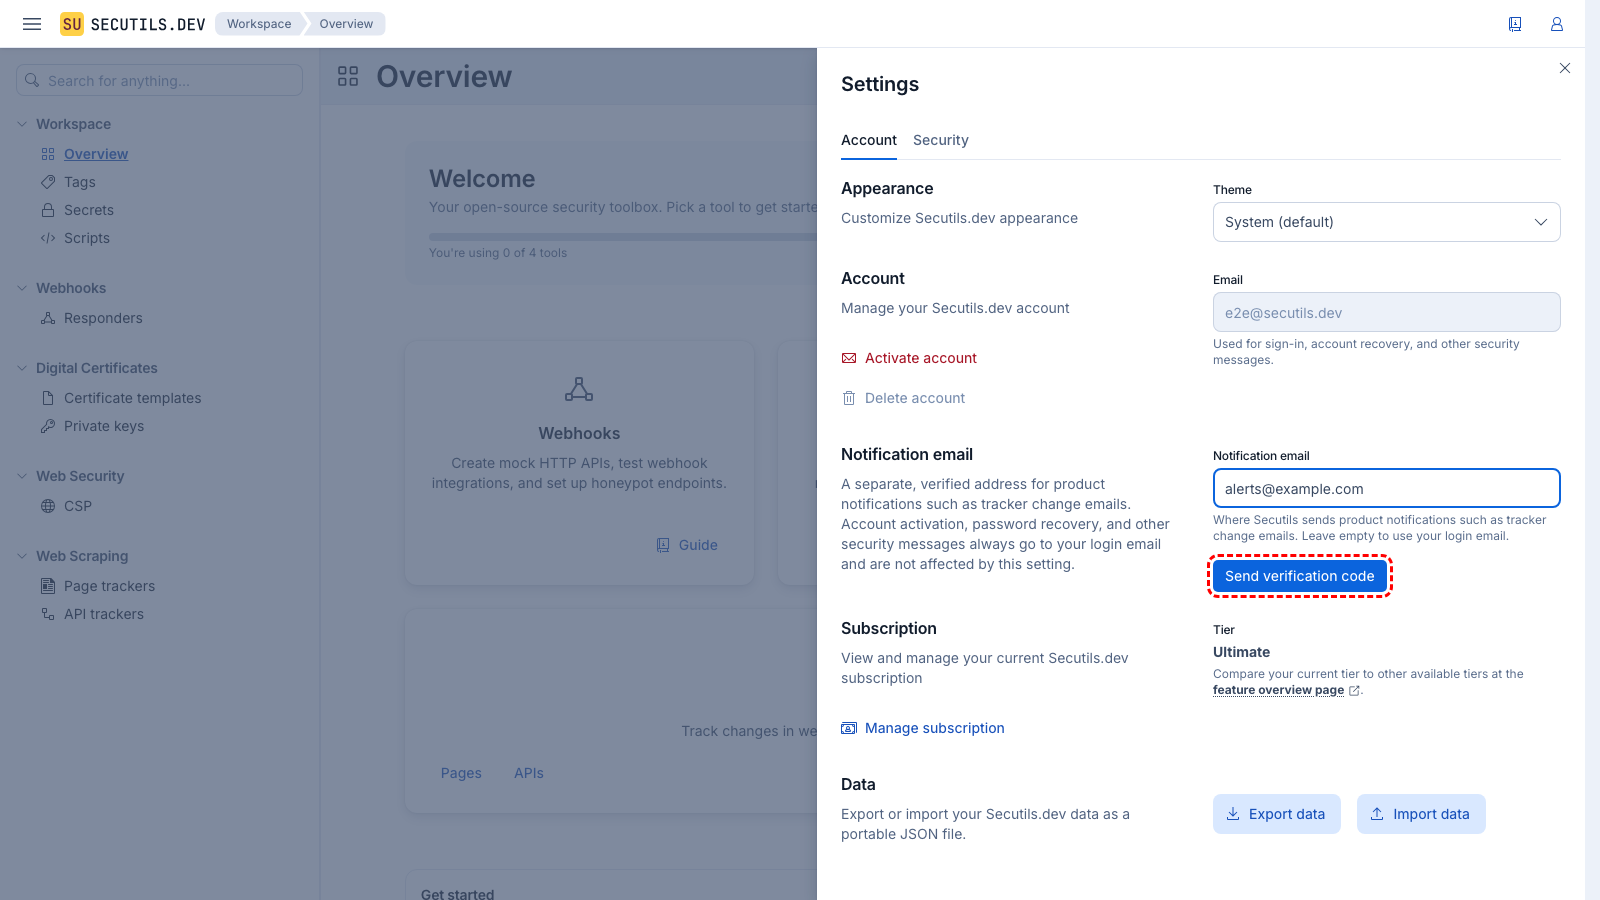 SU SECUTILS.DEV
Workspace
Overview
Search for anything...
Workspace
Overview
Tags
Secrets
Scripts
Webhooks
Responders
Digital Certificates
Certificate templates
Private keys
Web Security
CSP
Web Scraping
Page trackers
API trackers
Overview
Welcome
Your open-source security toolbox. Pick a tool to get starte
You're using 0 of 4 tools
Webhooks
Create mock HTTP APIs, test webhook
integrations, and set up honeypot endpoints.
Guide
Track changes in we
Pages
APIs
Get started
Settings
Account
Security
Appearance
Customize Secutils.dev appearance
Theme
System (default)
Account
Manage your Secutils.dev account
Activate account
Delete account
Email
e2e@secutils.dev
Used for sign-in, account recovery, and other security
messages.
Notification email
A separate, verified address for product
notifications such as tracker change emails.
Account activation, password recovery, and other
security messages always go to your login email
and are not affected by this setting.
Notification email
alerts@example.com
Where Secutils sends product notifications such as tracker
change emails. Leave empty to use your login email.
Send verification code
Subscription
View and manage your current Secutils.dev
subscription
Manage subscription
Tier
Ultimate
Compare your current tier to other available tiers at the
feature overview page.
Data
Export or import your Secutils.dev data as a
portable JSON file.
Export data
Import data